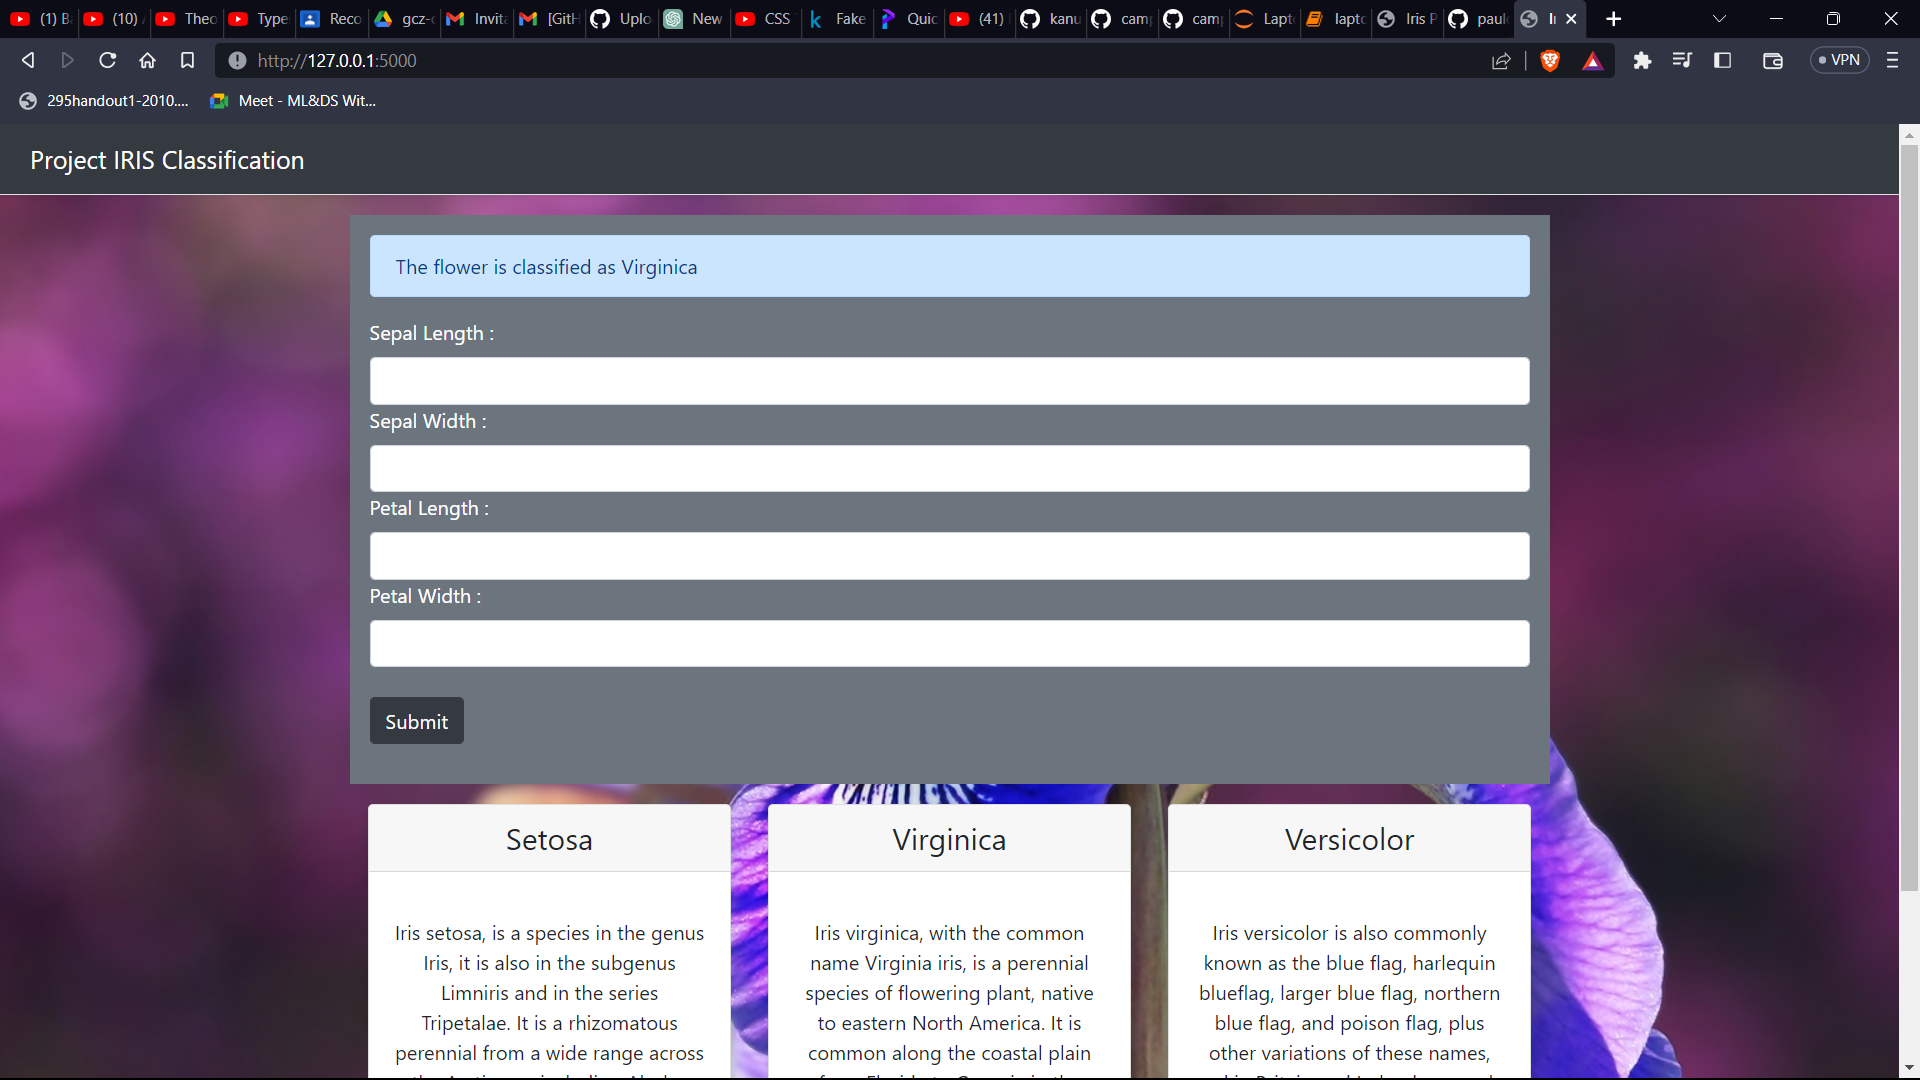 (1) B
(10)
Theo
Type
Reco
gcz-
Invit
[GitH
Uplo
New
CSS
Fake
Quic
(41)
kanu
cam
cam
Lapt
lapto
Iris P
paul
http://127.0.0.1:5000
VPN
295handout1-2010....
Meet - ML&DS Wit...
Project IRIS Classification
The flower is classified as Virginica
Sepal Length :
Sepal Width :
Petal Length :
Petal Width :
Submit
Setosa
Iris setosa, is a species in the genus
Iris, it is also in the subgenus
Limniris and in the series
Tripetalae. It is a rhizomatous
perennial from a wide range across
Virginica
Iris virginica, with the common
name Virginia iris, is a perennial
species of flowering plant, native
to eastern North America. It is
common along the coastal plain
Versicolor
Iris versicolor is also commonly
known as the blue flag, harlequin
blueflag, larger blue flag, northern
blue flag, and poison flag, plus
other variations of these names,